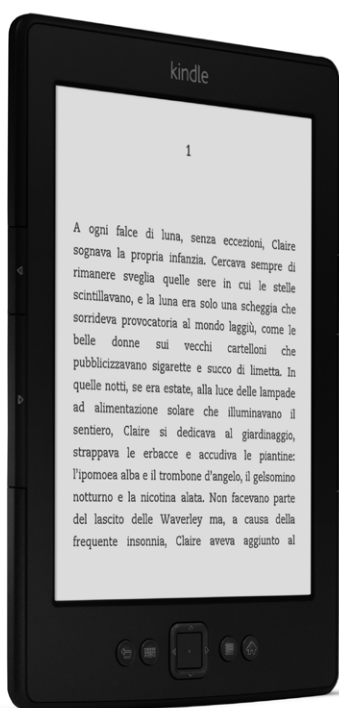 kindle
1
A ogni falce di luna, senza eccezioni, Claire
sognava la propria infanzia. Cercava sempre di
rimanere sveglia quelle sere in cui le stelle
scintillavano, e la luna era solo una scheggia che
sorrideva provocatoria al mondo laggiù, come le
belle donne sui vecchi cartelloni che
pubblicizzavano sigarette e succo di limetta. In
quelle notti, se era estate, alla luce delle lampade
ad alimentazione solare che illuminavano il
sentiero, Claire si dedicava al giardinaggio,
strappava le erbacce e accudiva le piantine:
l'ipomoea alba e il trombone d'angelo, il gelsomino
notturno e la nicotina alata. Non facevano parte
del lascito delle Waverley ma, a causa della
frequente insonnia, Claire aveva aggiunto al